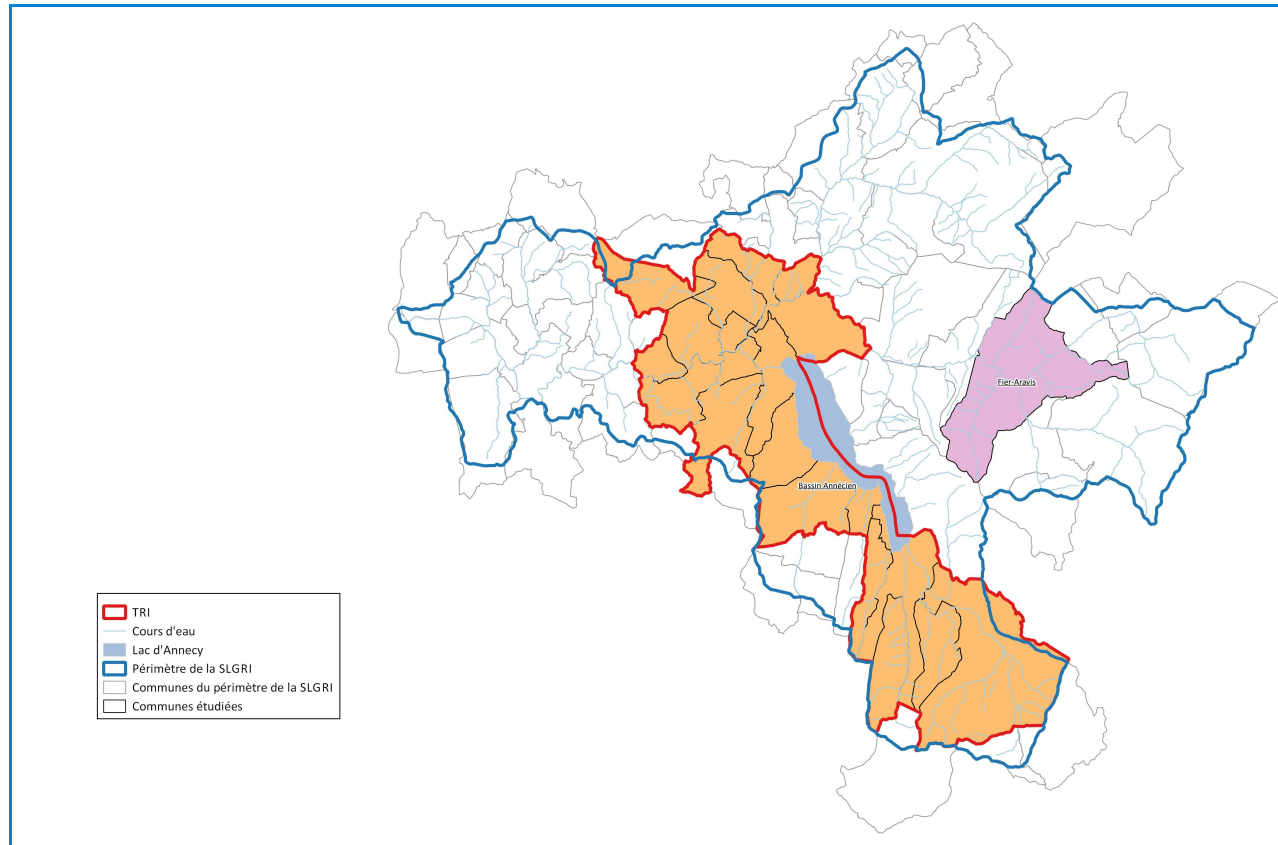 Fier-Aravis
Bassin Annécien
TRI
Cours d'eau
Lac d'Annecy
Périmètre de la SLGRI
Communes du périmètre de la SLGRI
Communes étudiées